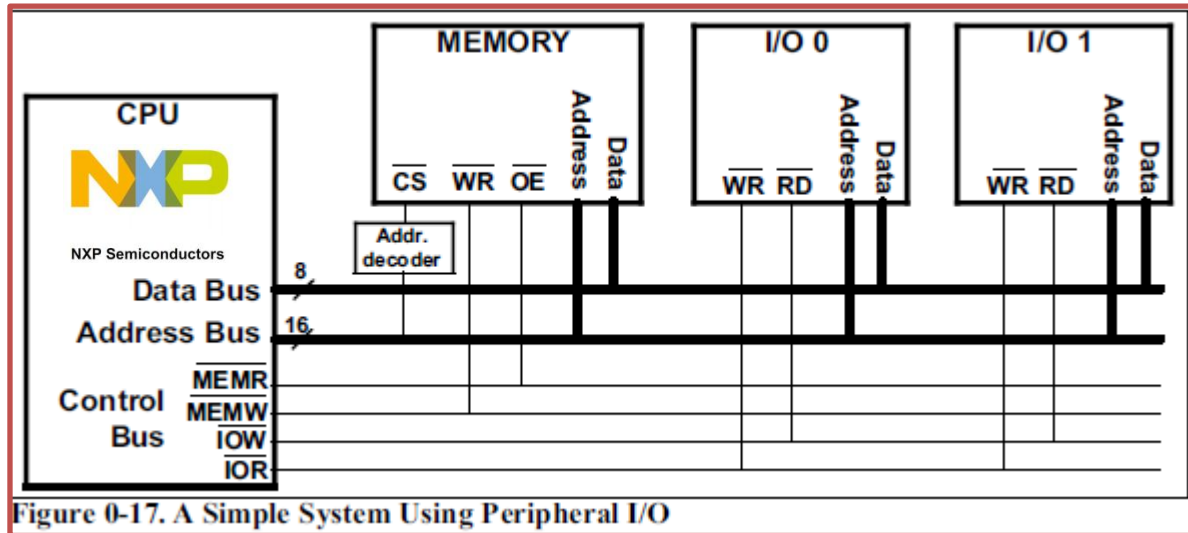 MEMORY
I/O 0
I/O 1
CPU
NXP
NXP Semiconductors
CS WR OE Address Data
WR RD Address Data
WR RD Address Data
Addr.
decoder
Data Bus 8
Address Bus 16
Control
Bus
MEMR
MEMW
IOW
IOR
Figure 0-17. A Simple System Using Peripheral I/O